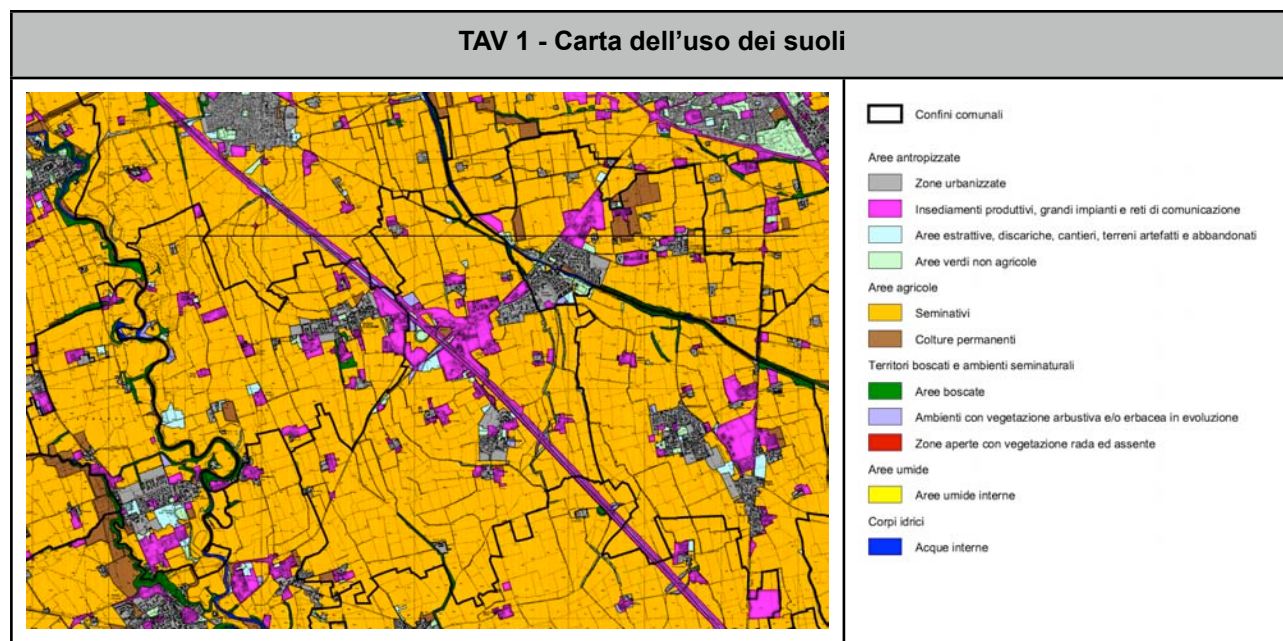 TAV 1 - Carta dell’uso dei suoli
Confini comunali
Aree antropizzate
Zone urbanizzate
Insediamenti produttivi, grandi impianti e reti di comunicazione
Aree estrattive, discariche, cantieri, terreni artefatti e abbandonati
Aree verdi non agricole
Aree agricole
Seminativi
Colture permanenti
Territori boscati e ambienti seminaturali
Aree boscate
Ambienti con vegetazione arbustiva e/o erbacea in evoluzione
Zone aperte con vegetazione rada ed assente
Aree umide
Aree umide interne
Corpi idrici
Acque interne